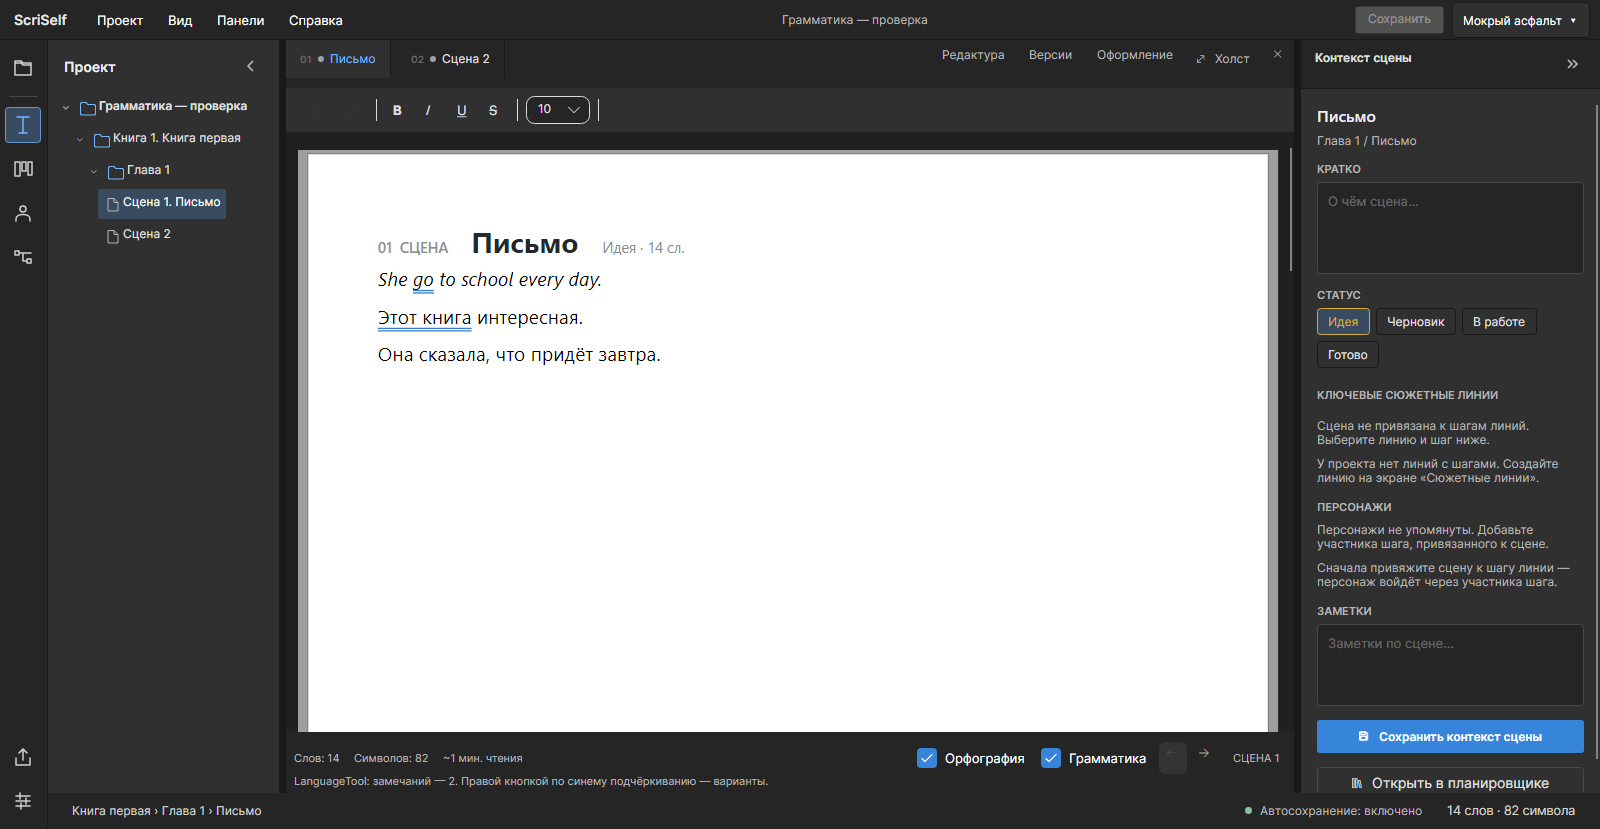 ScriSelf Проект Вид Панели Справка
Грамматика — проверка
Сохранить
Мокрый асфальт
Проект
Грамматика — проверка
Книга 1. Книга первая
Глава 1
Сцена 1. Письмо
Сцена 2
01 Письмо
02 Сцена 2
Редактура Версии Оформление Холст
B I U S 10
01 СЦЕНА Письмо Идея · 14 сл.
She go to school every day.
Этот книга интересная.
Она сказала, что придёт завтра.
Слов: 14 Символов: 82 ~1 мин. чтения
Орфография Грамматика СЦЕНА 1
LanguageTool: замечаний — 2. Правой кнопкой по синему подчёркиванию — варианты.
Контекст сцены
Письмо
Глава 1 / Письмо
КРАТКО
О чём сцена...
СТАТУС
Идея Черновик В работе
Готово
КЛЮЧЕВЫЕ СЮЖЕТНЫЕ ЛИНИИ
Сцена не привязана к шагам линий.
Выберите линию и шаг ниже.
У проекта нет линий с шагами. Создайте
линию на экране «Сюжетные линии».
ПЕРСОНАЖИ
Персонажи не упомянуты. Добавьте
участника шага, привязанного к сцене.
Сначала привяжите сцену к шагу линии —
персонаж войдёт через участника шага.
ЗАМЕТКИ
Заметки по сцене...
Сохранить контекст сцены
Открыть в планировщике
Книга первая › Глава 1 › Письмо
Автосохранение: включено 14 слов · 82 символа